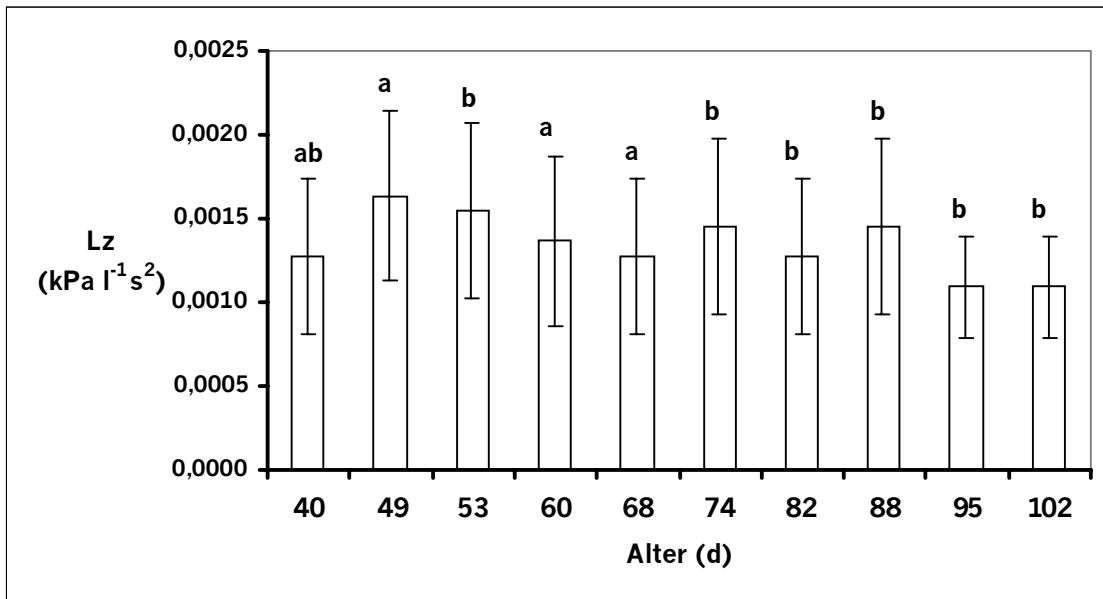 0,0025
0,0020
0,0015
0,0010
0,0005
0,0000
Lz
(kPa l⁻¹s²)
ab a b a a b b b b b
40 49 53 60 68 74 82 88 95 102
Alter (d)